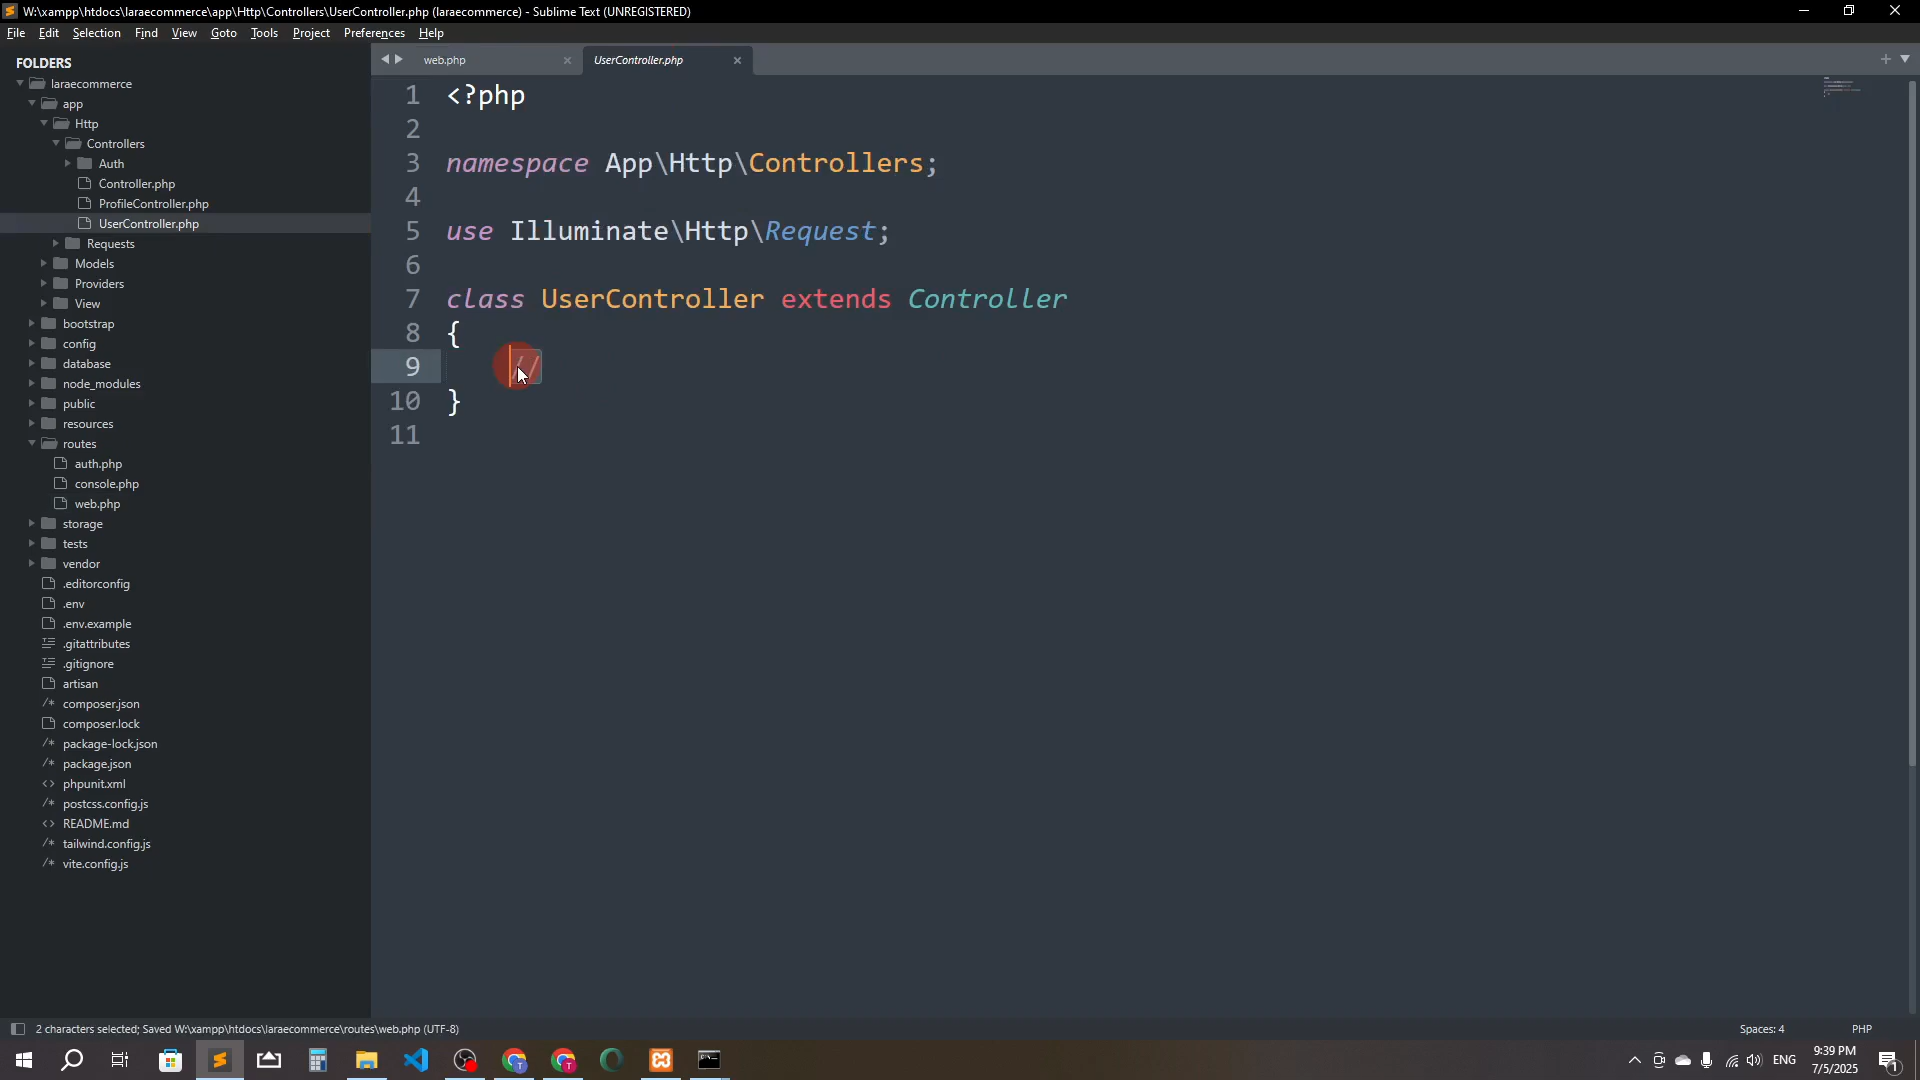 W:\xampp\htdocs\laraecommerce\app\Http\Controllers\UserController.php (laraecommerce) - Sublime Text (UNREGISTERED)
File Edit Selection Find View Goto Tools Project Preferences Help
FOLDERS
laraecommerce
app
Http
Controllers
Auth
Controller.php
ProfileController.php
UserController.php
Requests
Models
Providers
View
bootstrap
config
database
node_modules
public
resources
routes
auth.php
console.php
web.php
storage
tests
vendor
.editorconfig
.env
.env.example
.gitattributes
.gitignore
artisan
composer.json
composer.lock
package-lock.json
package.json
phpunit.xml
postcss.config.js
README.md
tailwind.config.js
vite.config.js
web.php UserController.php
1 <?php
2
3 namespace App\Http\Controllers;
4
5 use Illuminate\Http\Request;
6
7 class UserController extends Controller
8 {
9 //
10 }
11
2 characters selected; Saved W:\xampp\htdocs\laraecommerce\routes\web.php (UTF-8)
Spaces: 4 PHP
ENG
9:39 PM
7/5/2025
1